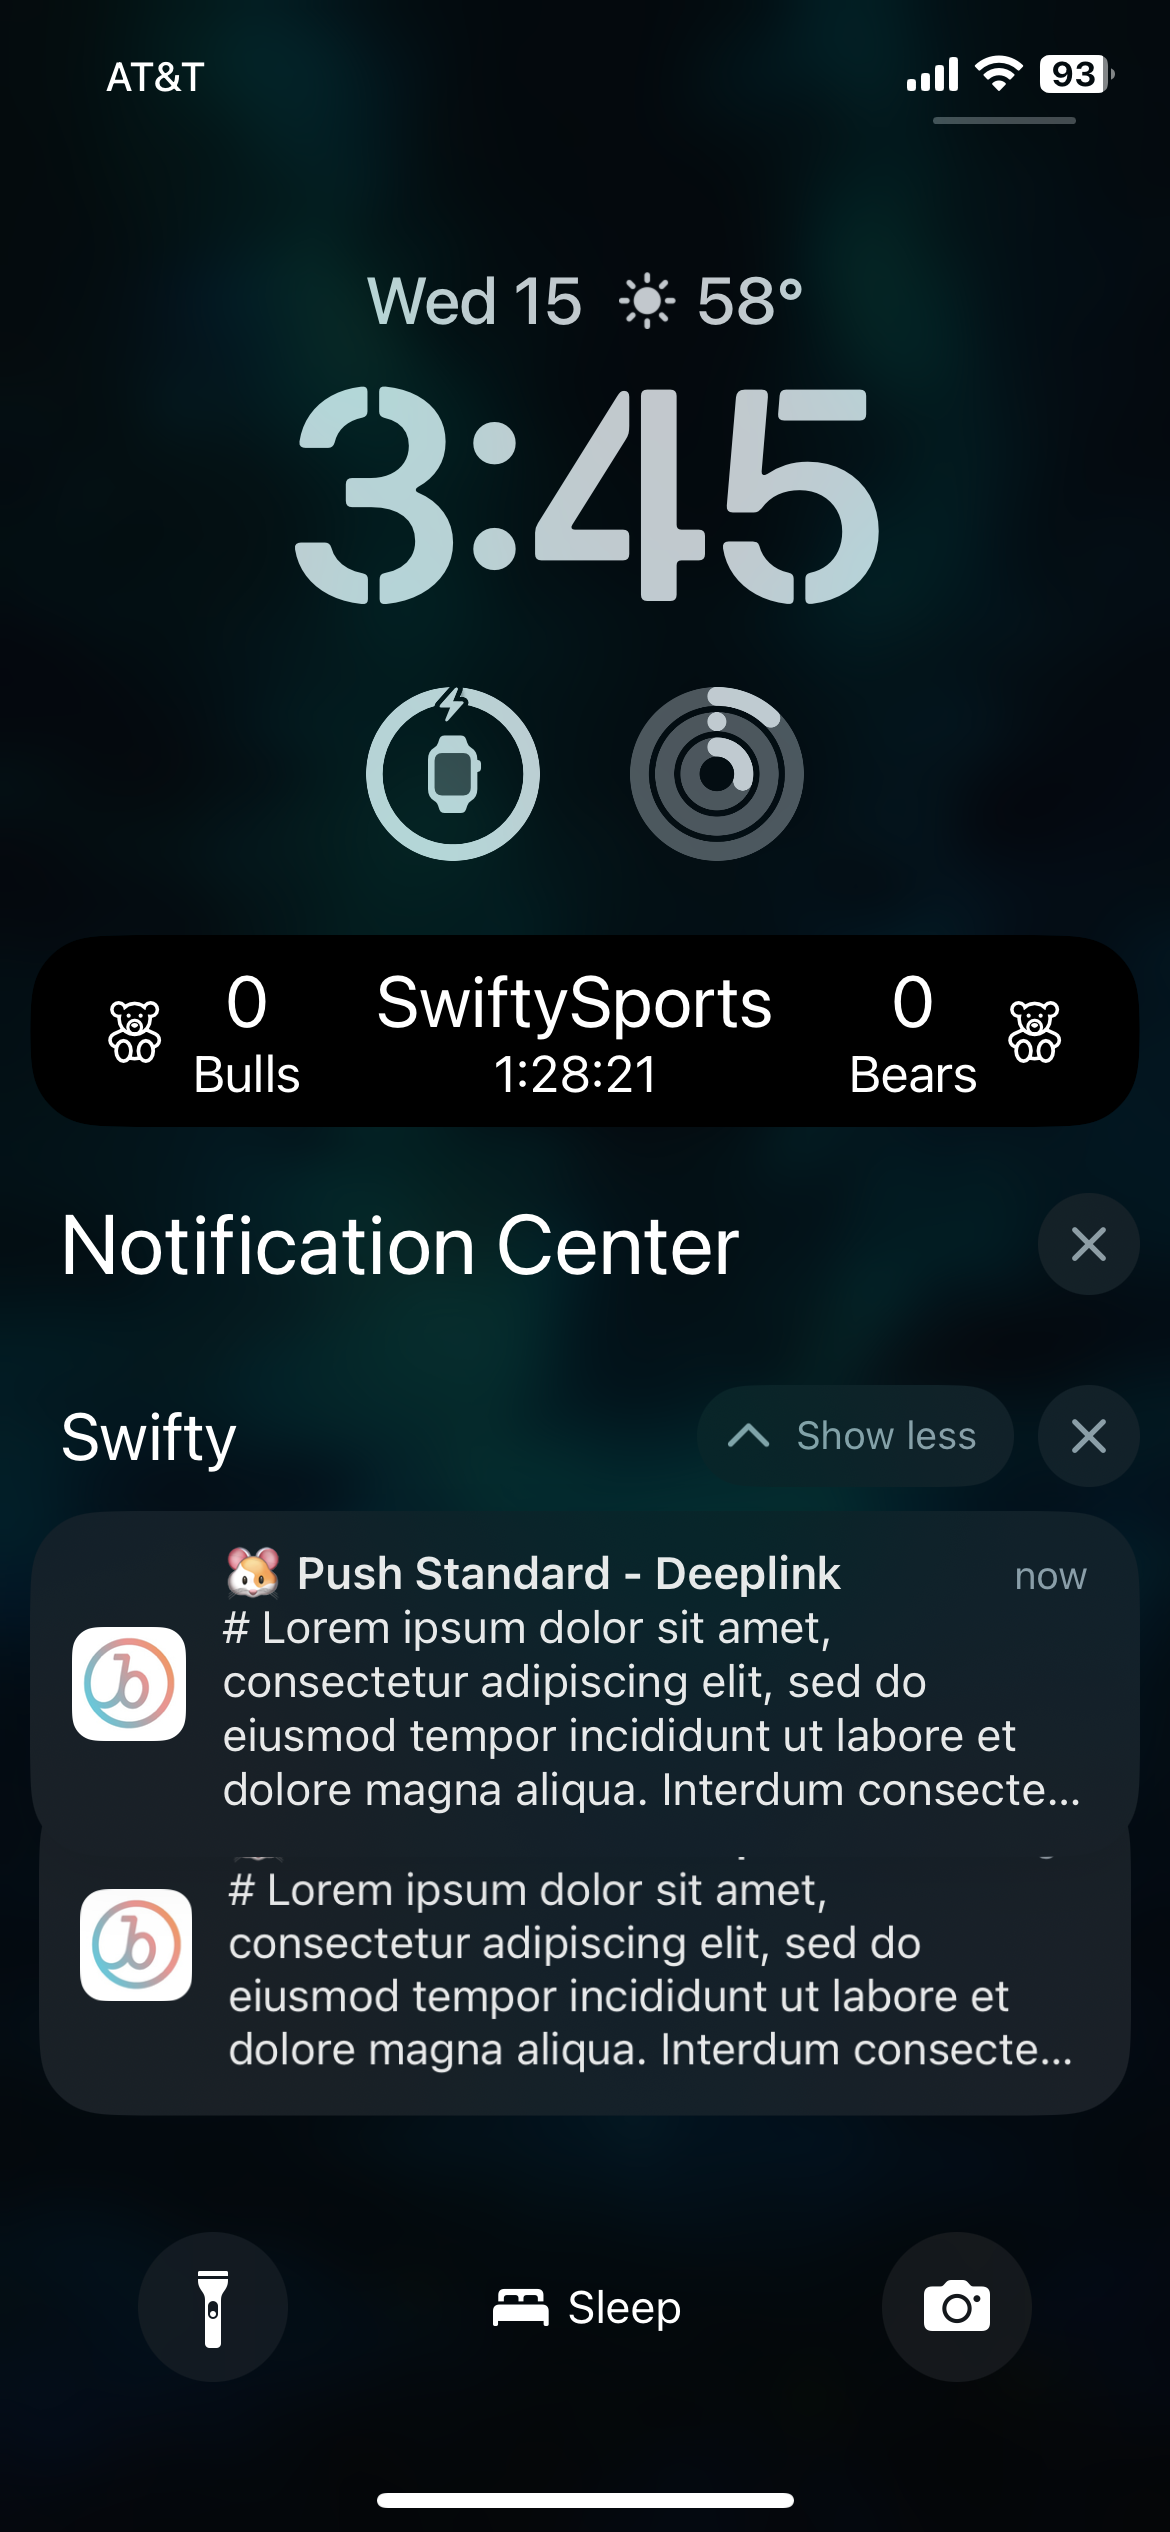 AT&T
93
Wed 15 58°
3:45
0 SwiftySports 0
Bulls 1:28:21 Bears
Notification Center
Swifty
Show less
🐹 Push Standard - Deeplink now
# Lorem ipsum dolor sit amet,
consectetur adipiscing elit, sed do
eiusmod tempor incididunt ut labore et
dolore magna aliqua. Interdum consecte...
# Lorem ipsum dolor sit amet,
consectetur adipiscing elit, sed do
eiusmod tempor incididunt ut labore et
dolore magna aliqua. Interdum consecte...
Sleep